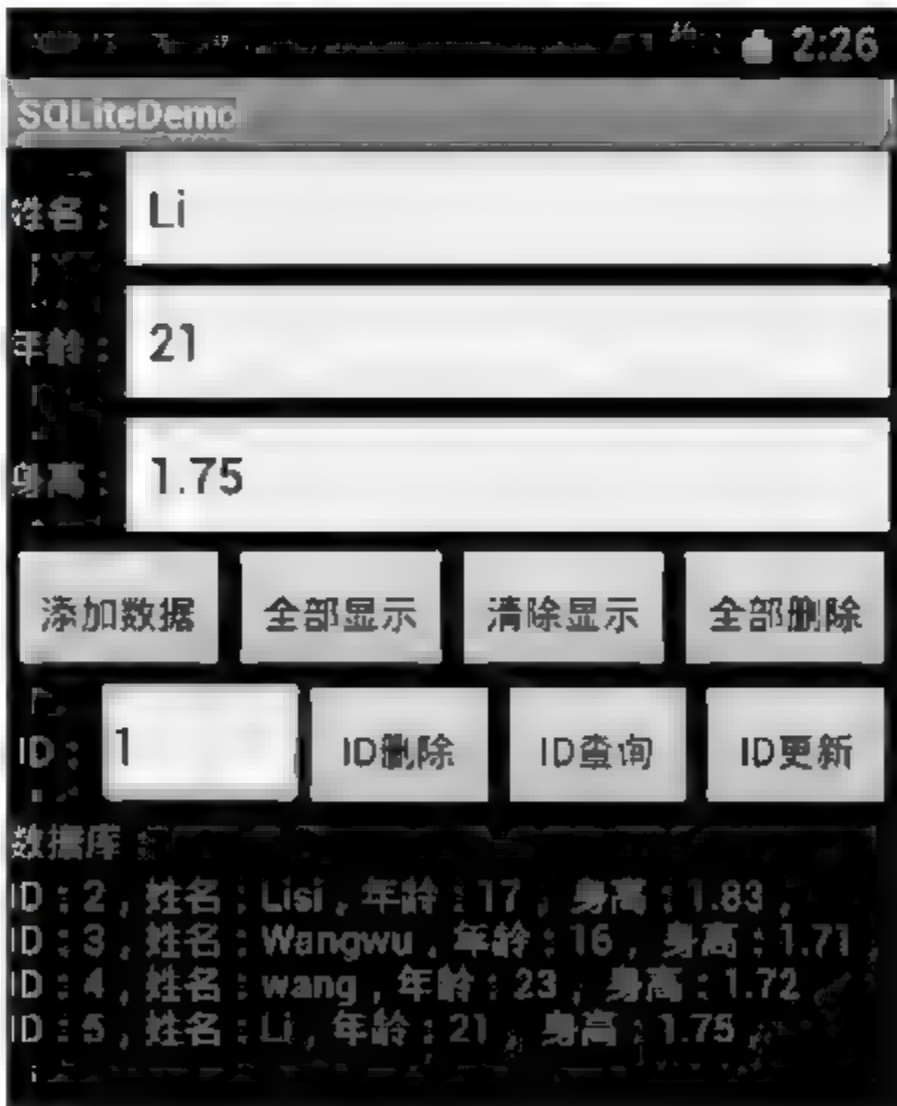 2:26
SQLiteDemo
姓名： Li
年龄： 21
身高： 1.75
添加数据 全部显示 清除显示 全部删除
ID： 1 ID删除 ID查询 ID更新
数据库：
ID：2，姓名：Lisi，年龄：17，身高：1.83，
ID：3，姓名：Wangwu，年龄：16，身高：1.71，
ID：4，姓名：wang，年龄：23，身高：1.72
ID：5，姓名：Li，年龄：21，身高：1.75，